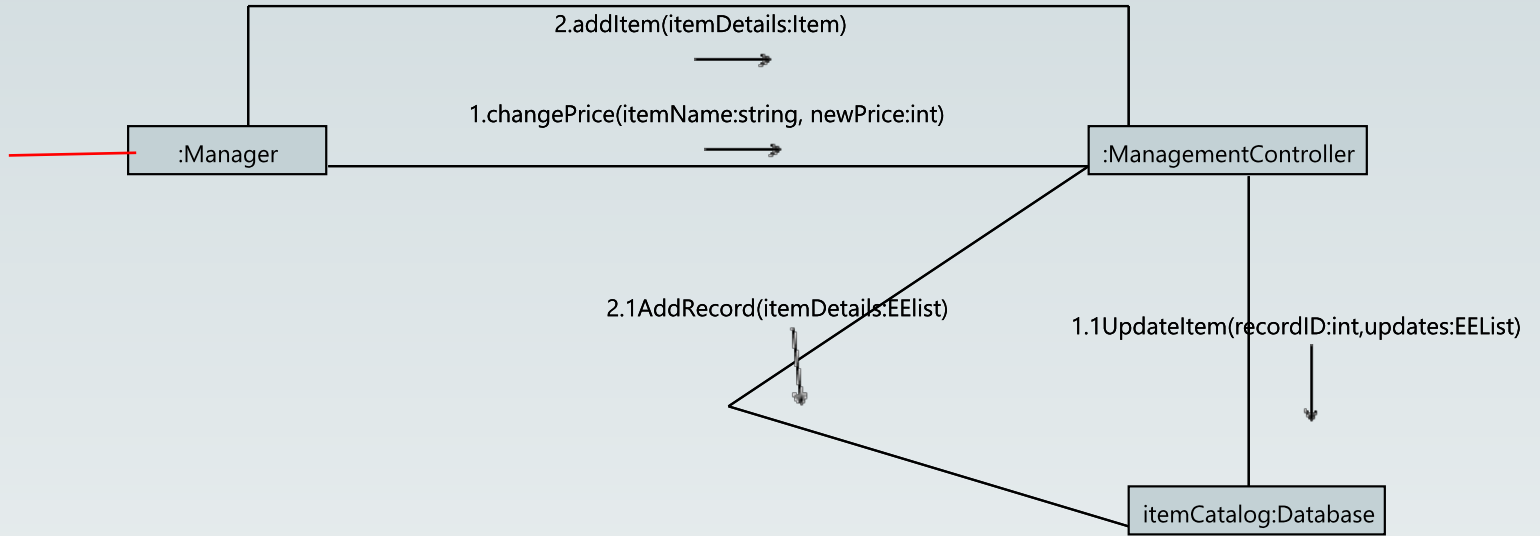 2.addItem(itemDetails:Item)
1.changePrice(itemName:string, newPrice:int)
:Manager
:ManagementController
2.1AddRecord(itemDetails:EElist)
1.1UpdateItem(recordID:int,updates:EEList)
itemCatalog:Database